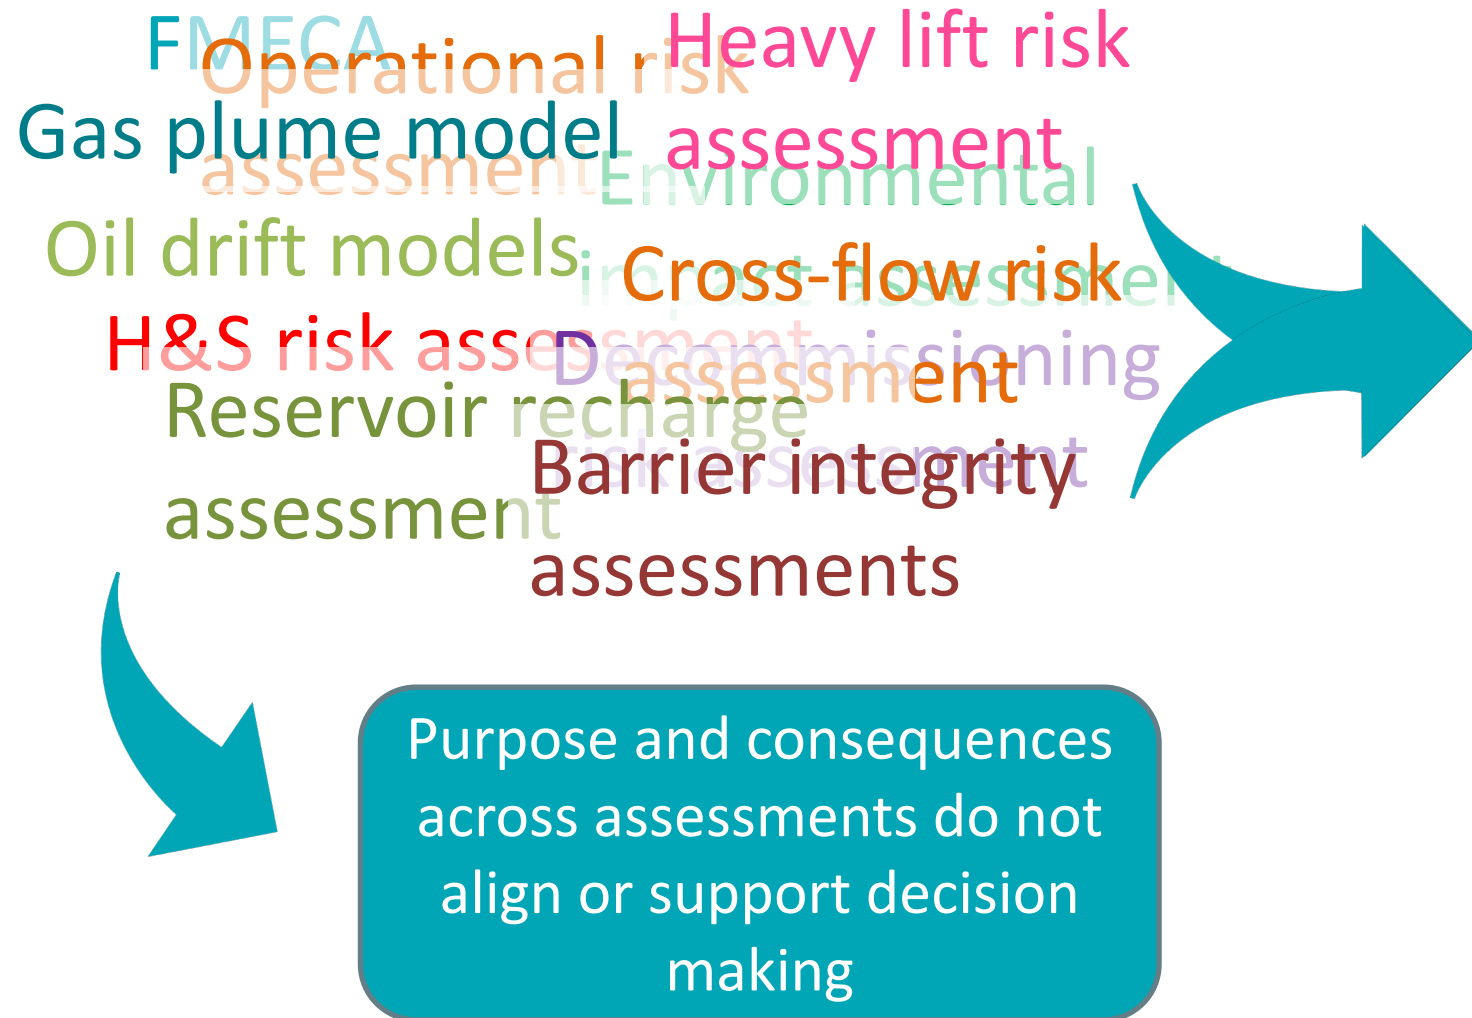 FMECA
Operational risk
assessment
Heavy lift risk
assessment
Gas plume model
Environmental
impact assessment
Oil drift models
Cross-flow risk
assessment
H&S risk assessment
Decommissioning
risk assessment
Reservoir recharge
assessment
Barrier integrity
assessments
Purpose and consequences
across assessments do not
align or support decision
making